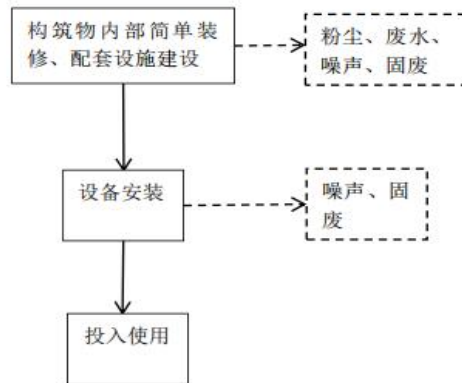 构筑物内部简单装
修、配套设施建设
粉尘、废水、
噪声、固废
设备安装
噪声、固
废
投入使用